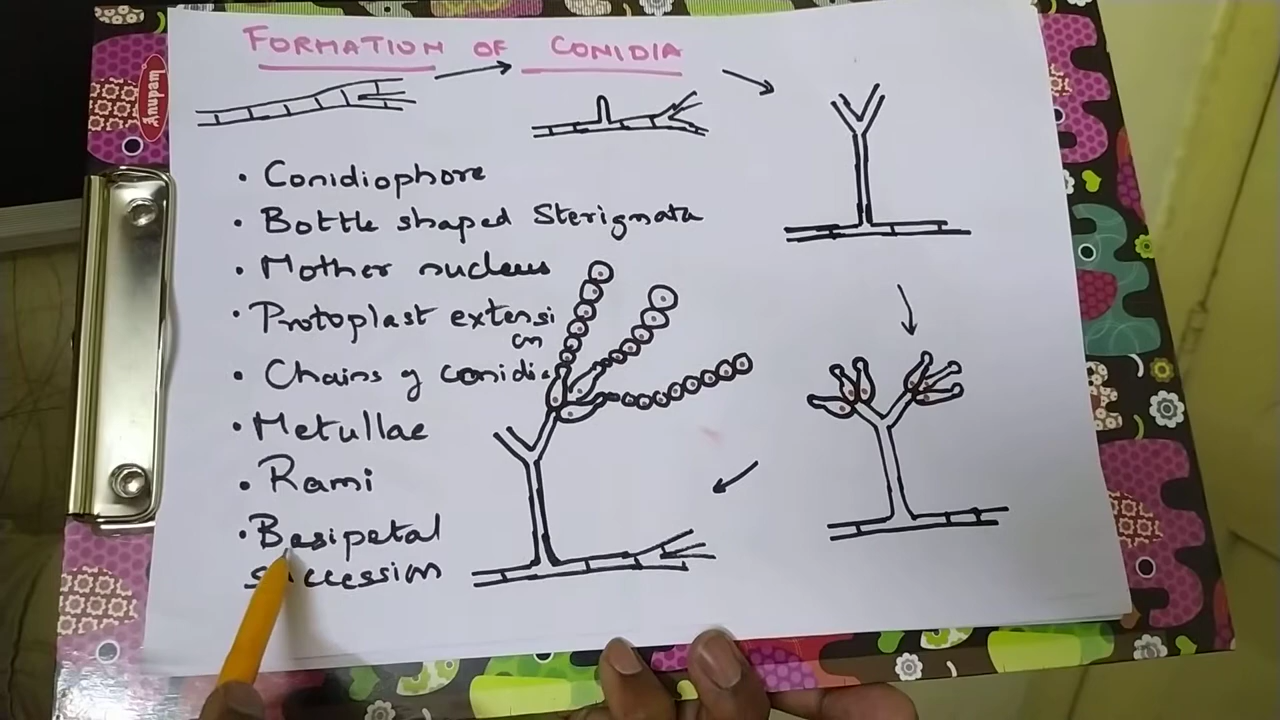 FORMATION OF CONIDIA
Anupam
• Conidiophore
• Bottle shaped Sterigmata
• Mother nucleus
• Protoplast extensi
on
• Chains of conidia
• Metullae
• Rami
• Basipetal
succession